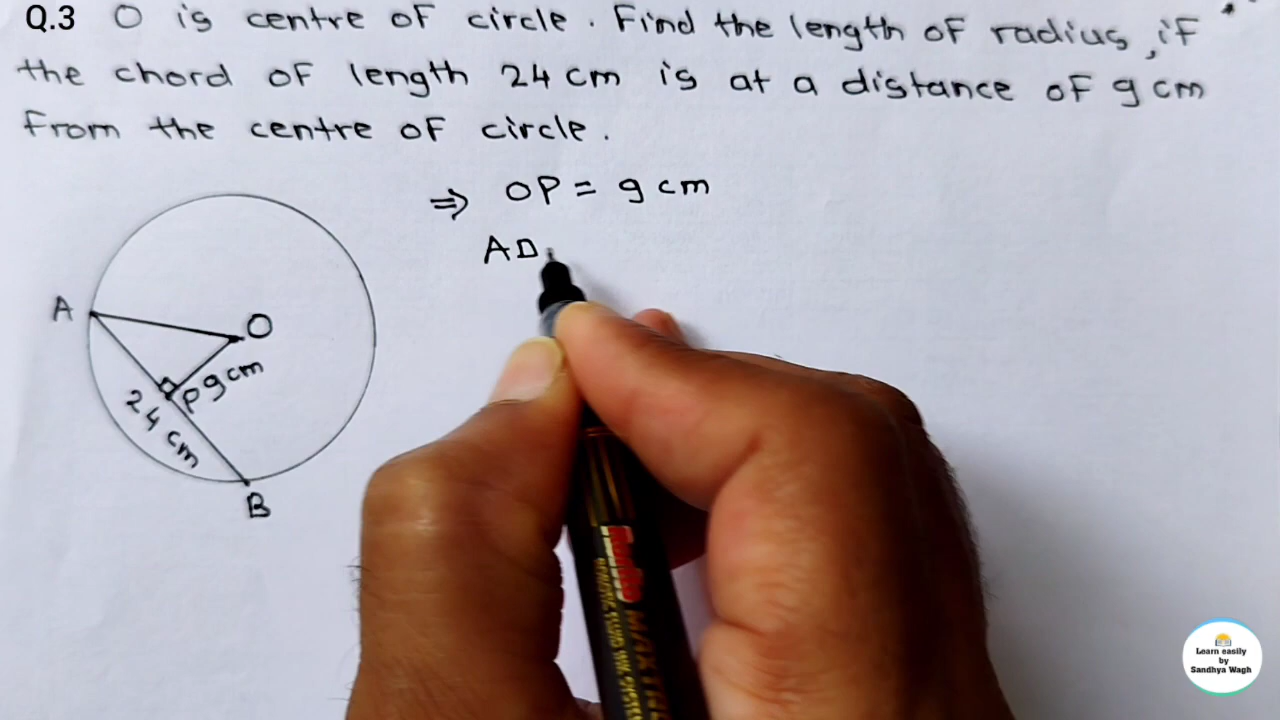 Q.3 O is centre of circle. Find the length of radius, if
the chord of length 24 cm is at a distance of 9 cm
from the centre of circle.
⇒ OP = 9 cm
A
A
O
P 9 cm
24 cm
B
Learn easily
by
Sandhya Wagh